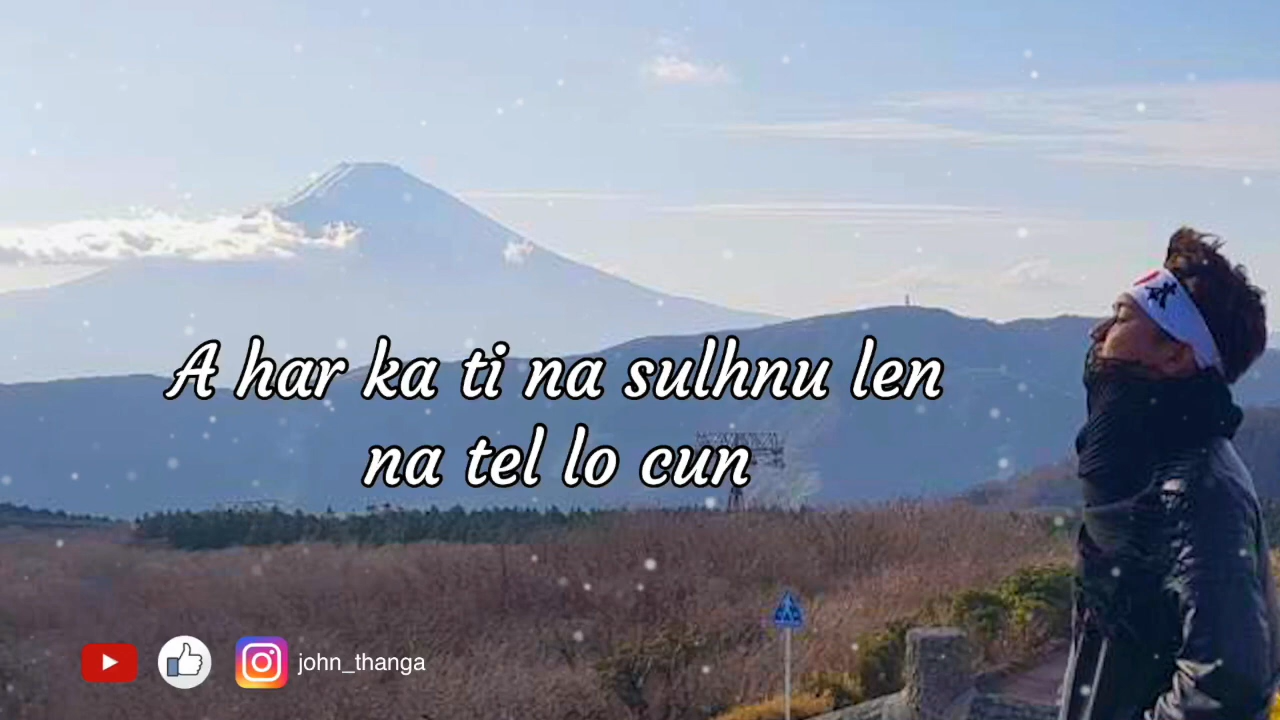 A har ka ti na sulhnu len
na tel lo cun
john_thanga